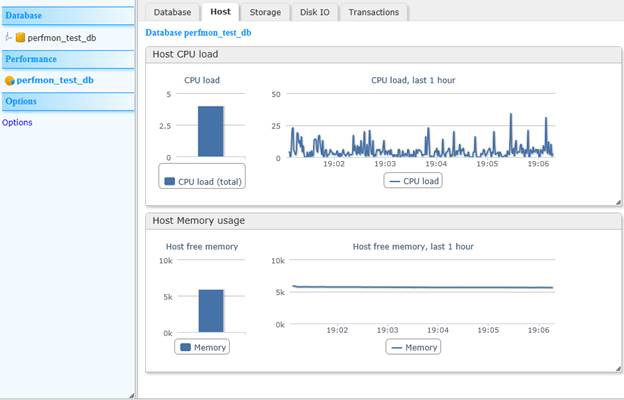 Database
perfmon_test_db
Performance
perfmon_test_db
Options
Options
Database Host Storage Disk IO Transactions
Database perfmon_test_db
Host CPU load
CPU load
5
2.5
0
CPU load (total)
CPU load, last 1 hour
50
25
0
19:02 19:03 19:04 19:05 19:06
CPU load
Host Memory usage
Host free memory
10k
5k
0k
Memory
Host free memory, last 1 hour
10k
5k
0k
19:02 19:03 19:04 19:05 19:06
Memory